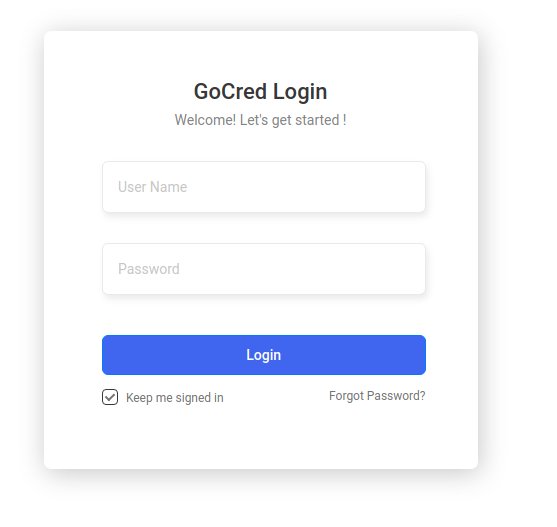 GoCred Login
Welcome! Let's get started !
User Name
Password
Login
Keep me signed in
Forgot Password?